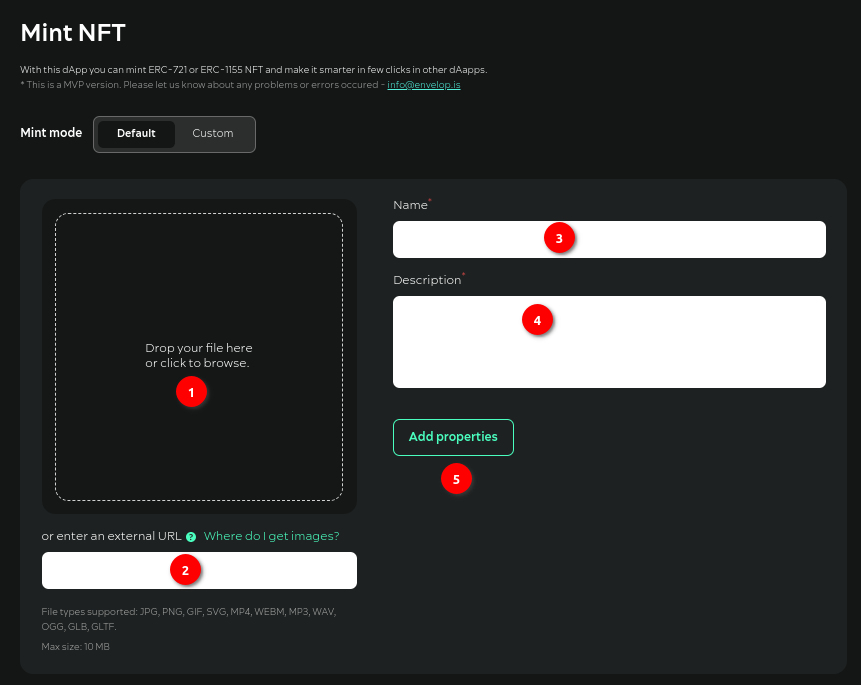 Mint NFT
With this dApp you can mint ERC-721 or ERC-1155 NFT and make it smarter in few clicks in other dAapps.
* This is a MVP version. Please let us know about any problems or errors occured - info@envelop.is
Mint mode
Default
Custom
Drop your file here
or click to browse.
1
or enter an external URL ? Where do I get images?
2
File types supported: JPG, PNG, GIF, SVG, MP4, WEBM, MP3, WAV,
OGG, GLB, GLTF.
Max size: 10 MB
Name*
3
Description*
4
Add properties
5